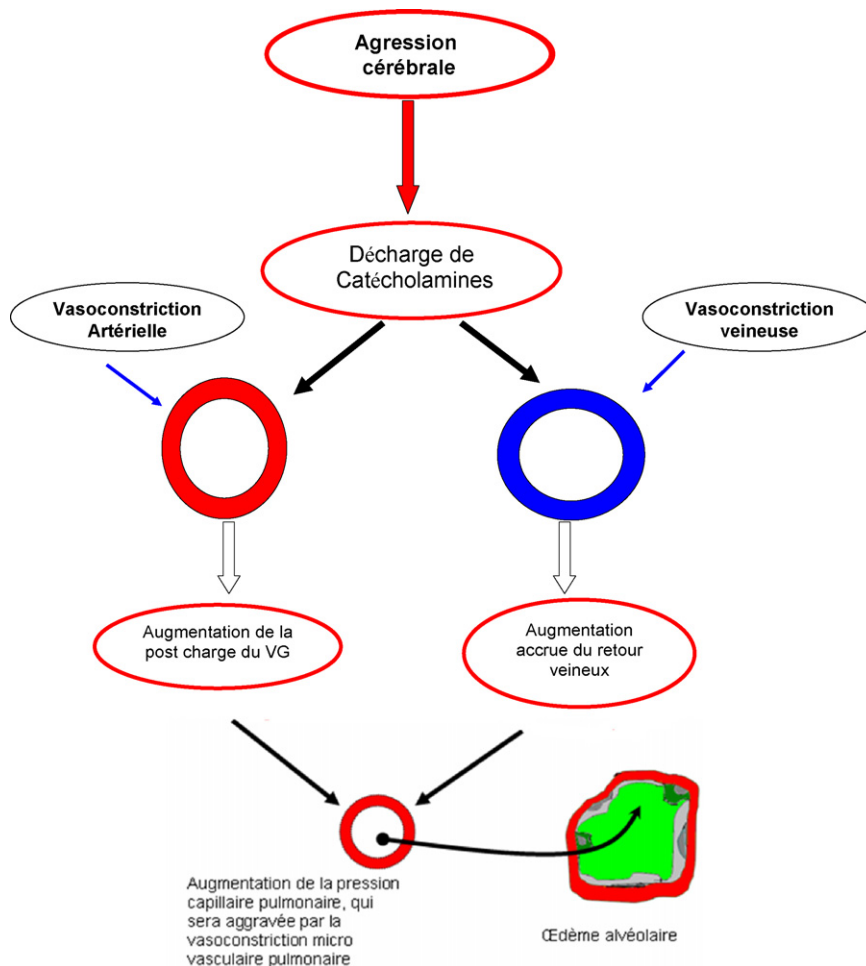 Agression
cérébrale
Décharge de
Catécholamines
Vasoconstriction
Artérielle
Vasoconstriction
veineuse
Augmentation de la
post charge du VG
Augmentation
accrue du retour
veineux
Augmentation de la pression
capillaire pulmonaire, qui
sera aggravée par la
vasoconstriction micro
vasculaire pulmonaire
Œdème alvéolaire